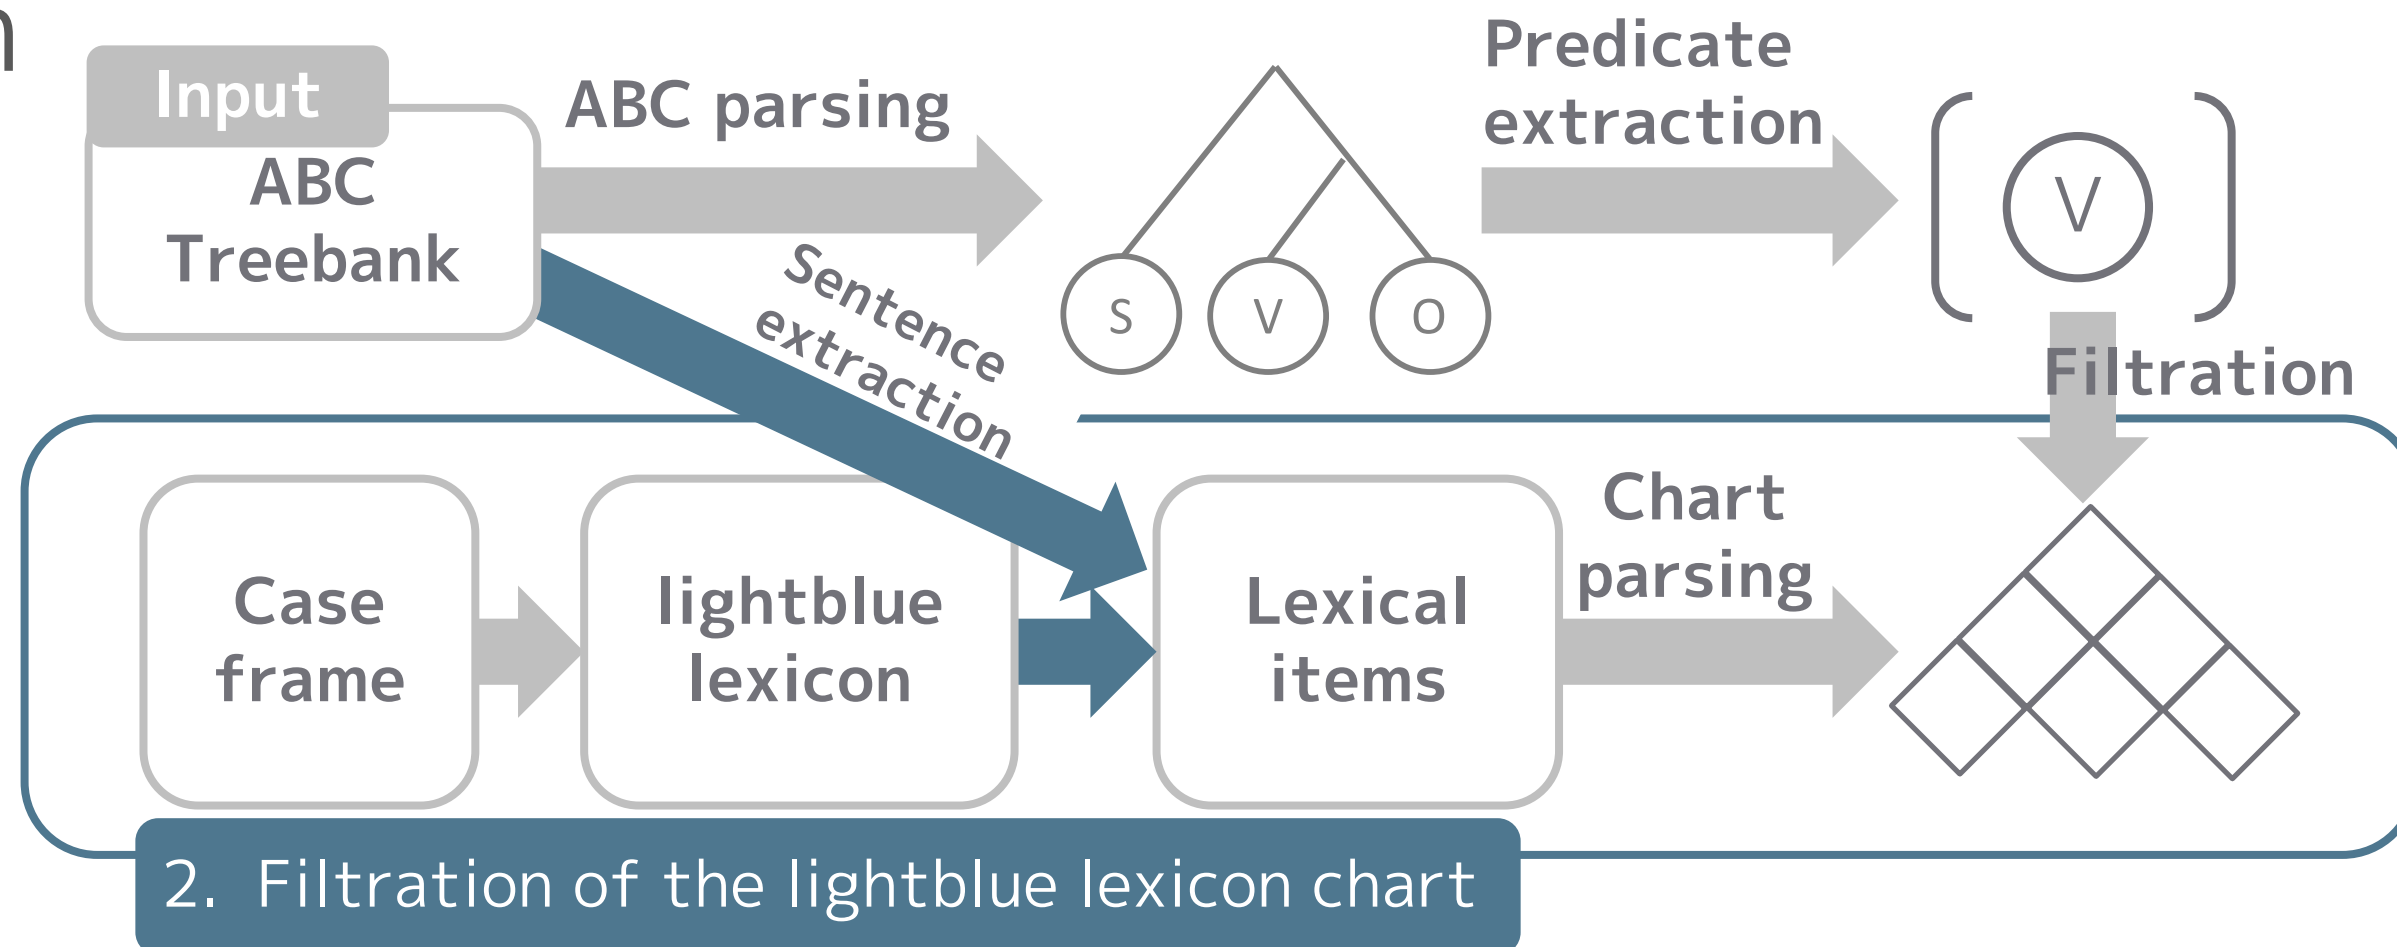 Input
ABC
Treebank
ABC parsing
Sentence
extraction
S
V
O
Predicate
extraction
V
Filtration
Case
frame
lightblue
lexicon
Lexical
items
Chart
parsing
2. Filtration of the lightblue lexicon chart